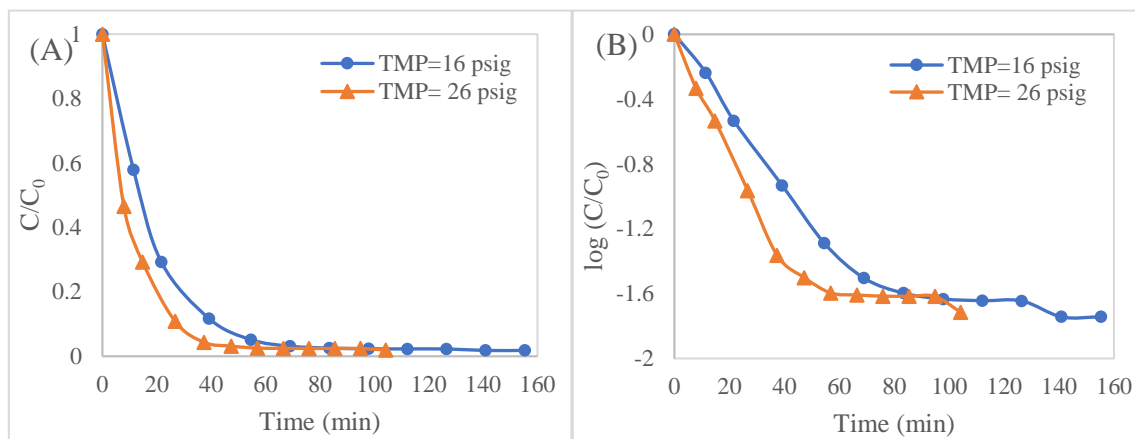 (A)
TMP=16 psig
TMP= 26 psig
1
0.8
0.6
0.4
0.2
0
C/C₀
0 20 40 60 80 100 120 140 160
Time (min)
(B)
TMP=16 psig
TMP= 26 psig
0
-0.4
-0.8
-1.2
-1.6
-2
log (C/C₀)
0 20 40 60 80 100 120 140 160
Time (min)